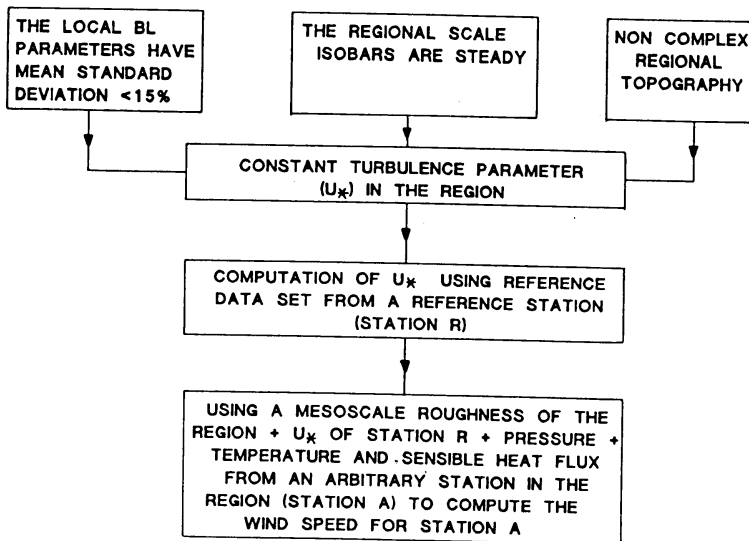 THE LOCAL BL
PARAMETERS HAVE
MEAN STANDARD
DEVIATION <15%
THE REGIONAL SCALE
ISOBARS ARE STEADY
NON COMPLEX
REGIONAL
TOPOGRAPHY
CONSTANT TURBULENCE PARAMETER
(U*) IN THE REGION
COMPUTATION OF U* USING REFERENCE
DATA SET FROM A REFERENCE STATION
(STATION R)
USING A MESOSCALE ROUGHNESS OF THE
REGION + U* OF STATION R + PRESSURE +
TEMPERATURE AND SENSIBLE HEAT FLUX
FROM AN ARBITRARY STATION IN THE
REGION (STATION A) TO COMPUTE THE
WIND SPEED FOR STATION A